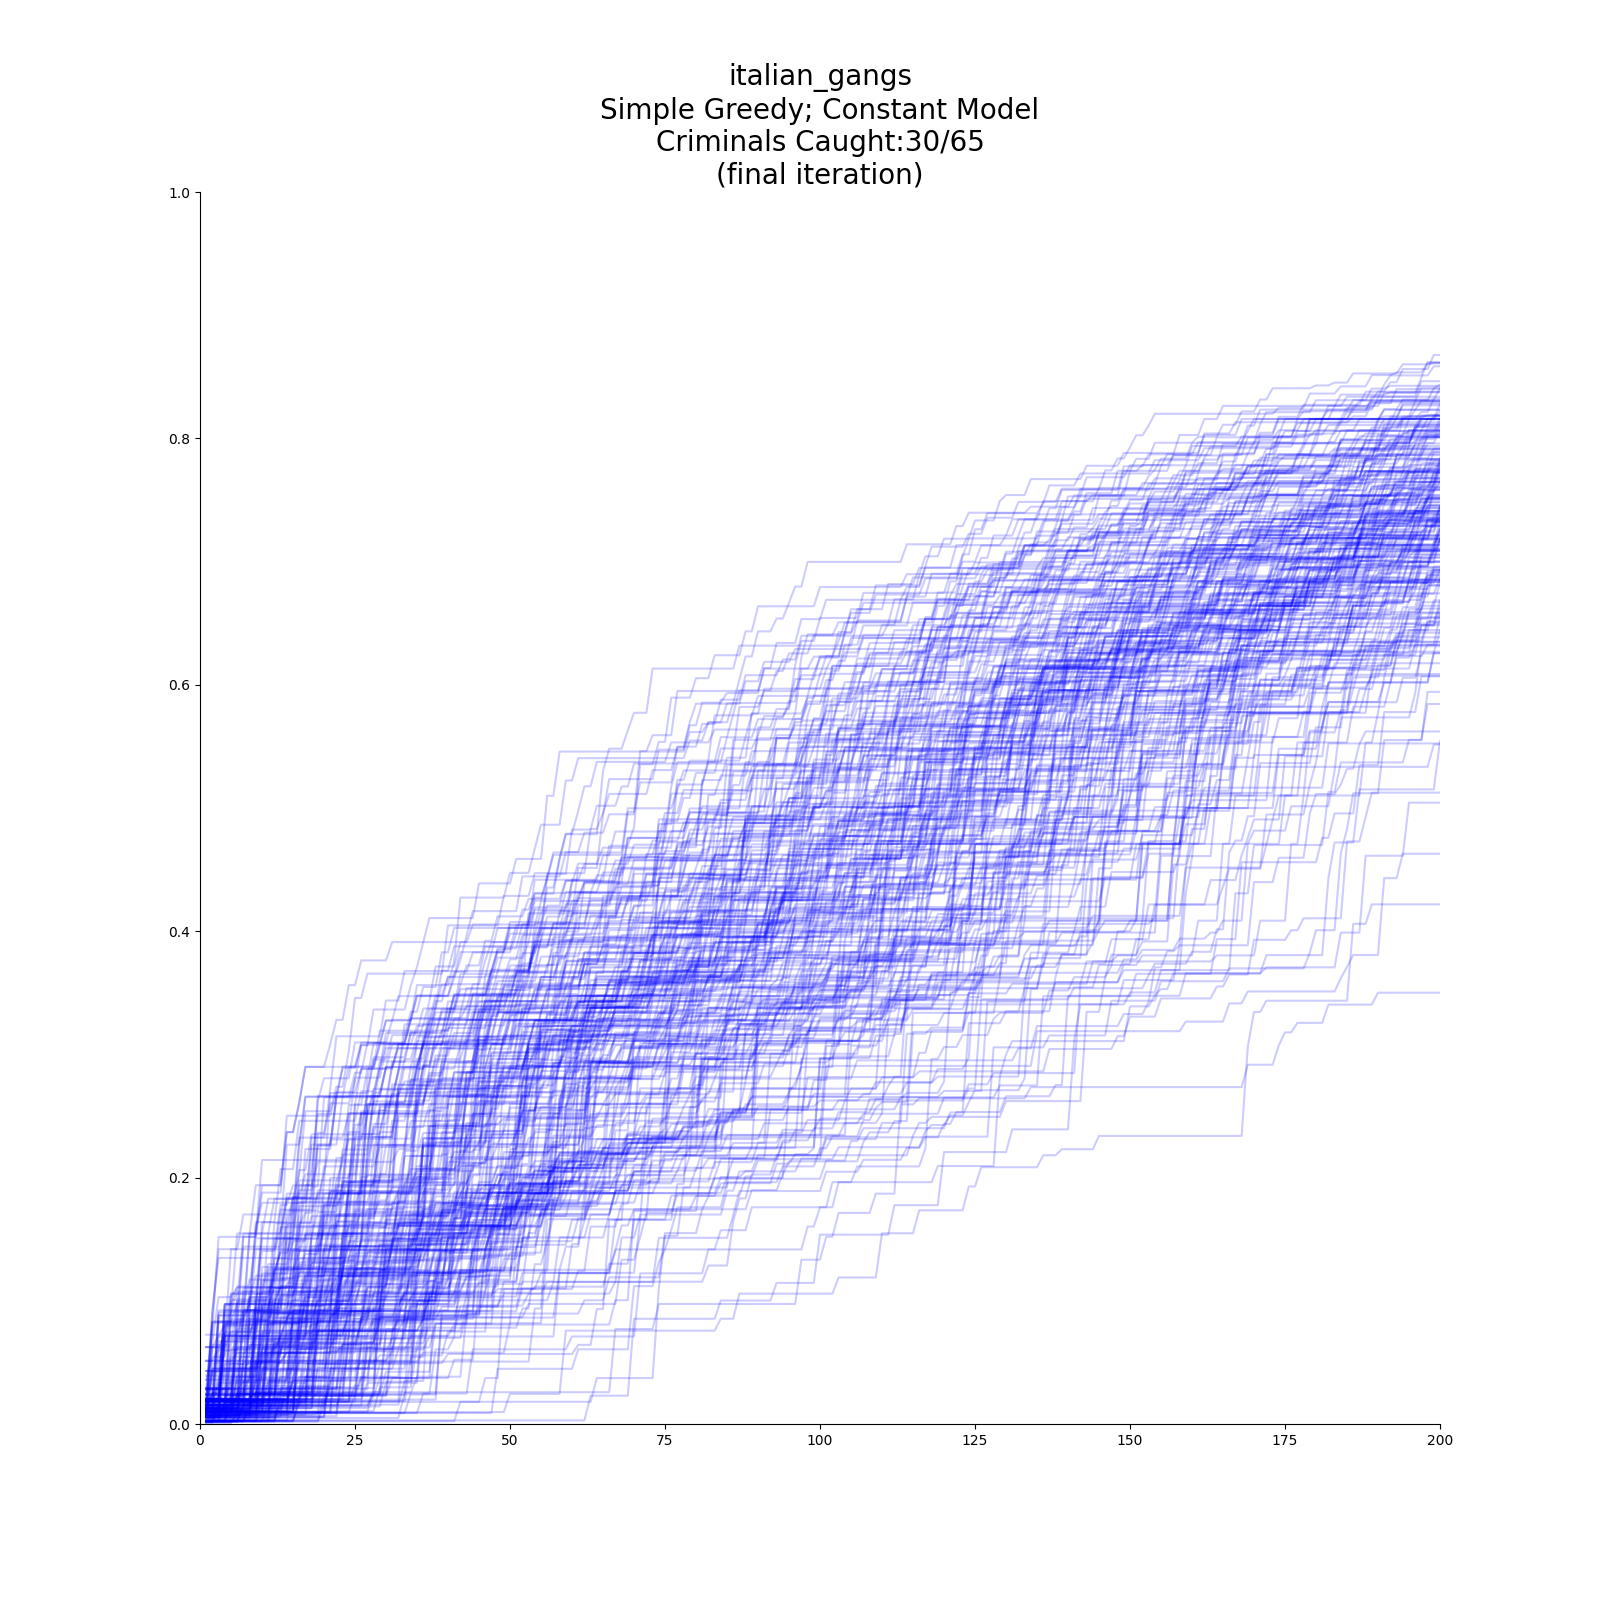 italian_gangs
Simple Greedy; Constant Model
Criminals Caught:30/65
(final iteration)
1.0
0.8
0.6
0.4
0.2
0.0
0 25 50 75 100 125 150 175 200